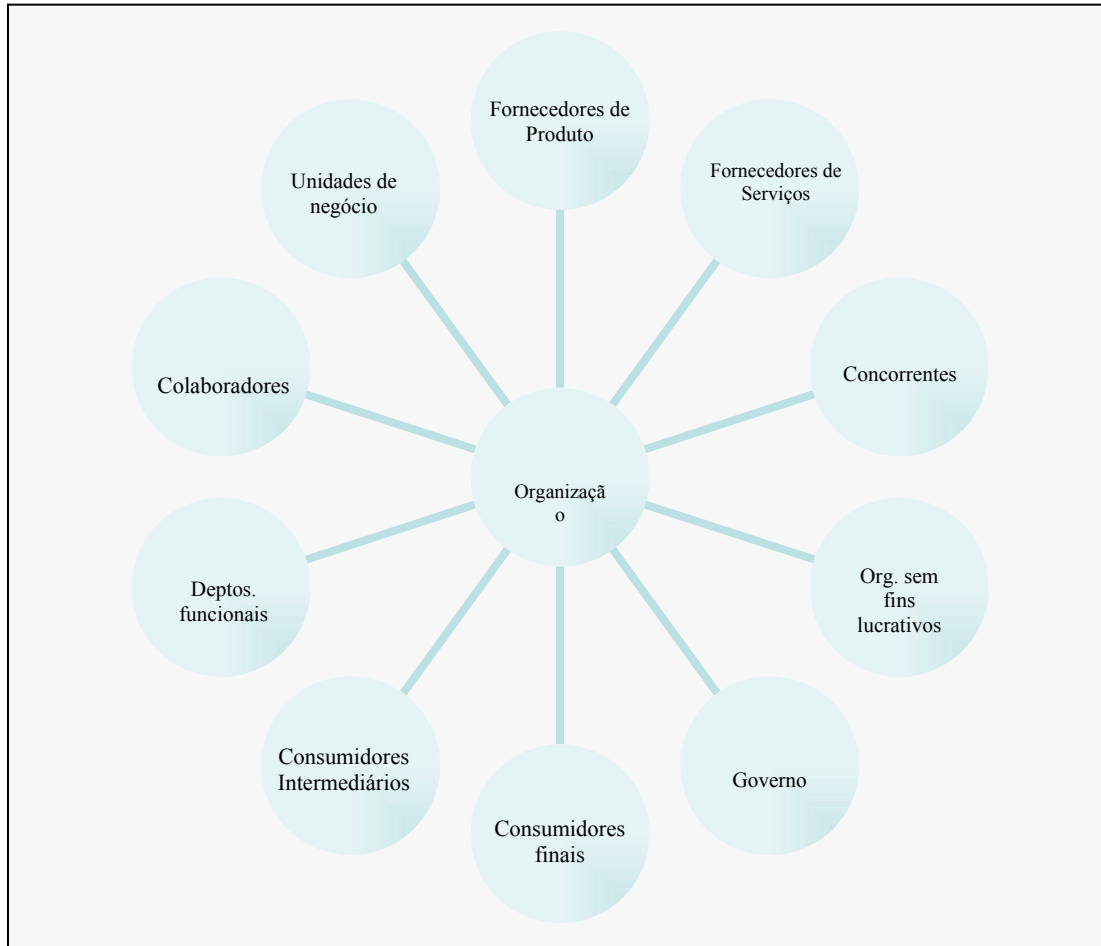 Fornecedores de
Produto
Fornecedores de
Serviços
Concorrentes
Org. sem
fins
lucrativos
Governo
Consumidores
finais
Consumidores
Intermediários
Deptos.
funcionais
Colaboradores
Unidades de
negócio
Organizaçã
o